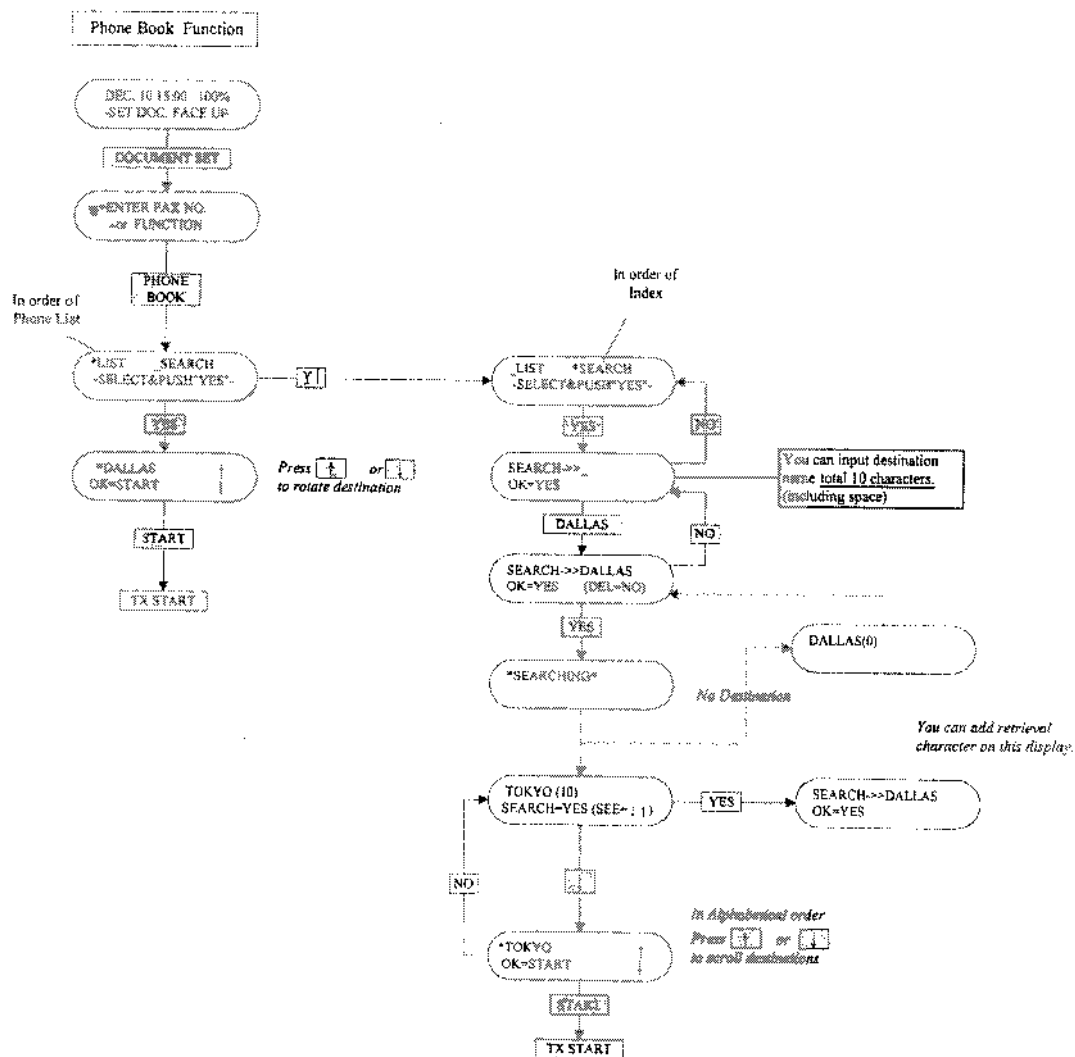 Phone Book Function
DEC. 10 15:00 100%
-SET DOC. FACE UP-
DOCUMENT SET
*ENTER FAX NO.
-or FUNCTION
PHONE
BOOK
In order of
Phone List
In order of
Index
*LIST _SEARCH
-SELECT&PUSH"YES"-
_LIST *SEARCH
-SELECT&PUSH"YES"-
YES
YES
NO
*DALLAS
OK=START
Press or
to rotate destination
SEARCH->>_
OK=YES
You can input destination
name total 10 characters.
(including space)
START
DALLAS
NO
TX START
SEARCH->>DALLAS
OK=YES (DEL=NO)
YES
DALLAS(0)
*SEARCHING*
No Destination
You can add retrieval
character on this display.
TOKYO (10)
SEARCH=YES (SEE=
YES
SEARCH->>DALLAS
OK=YES
NO
In Alphabetical order
Press or
to scroll destinations
*TOKYO
OK=START
START
TX START